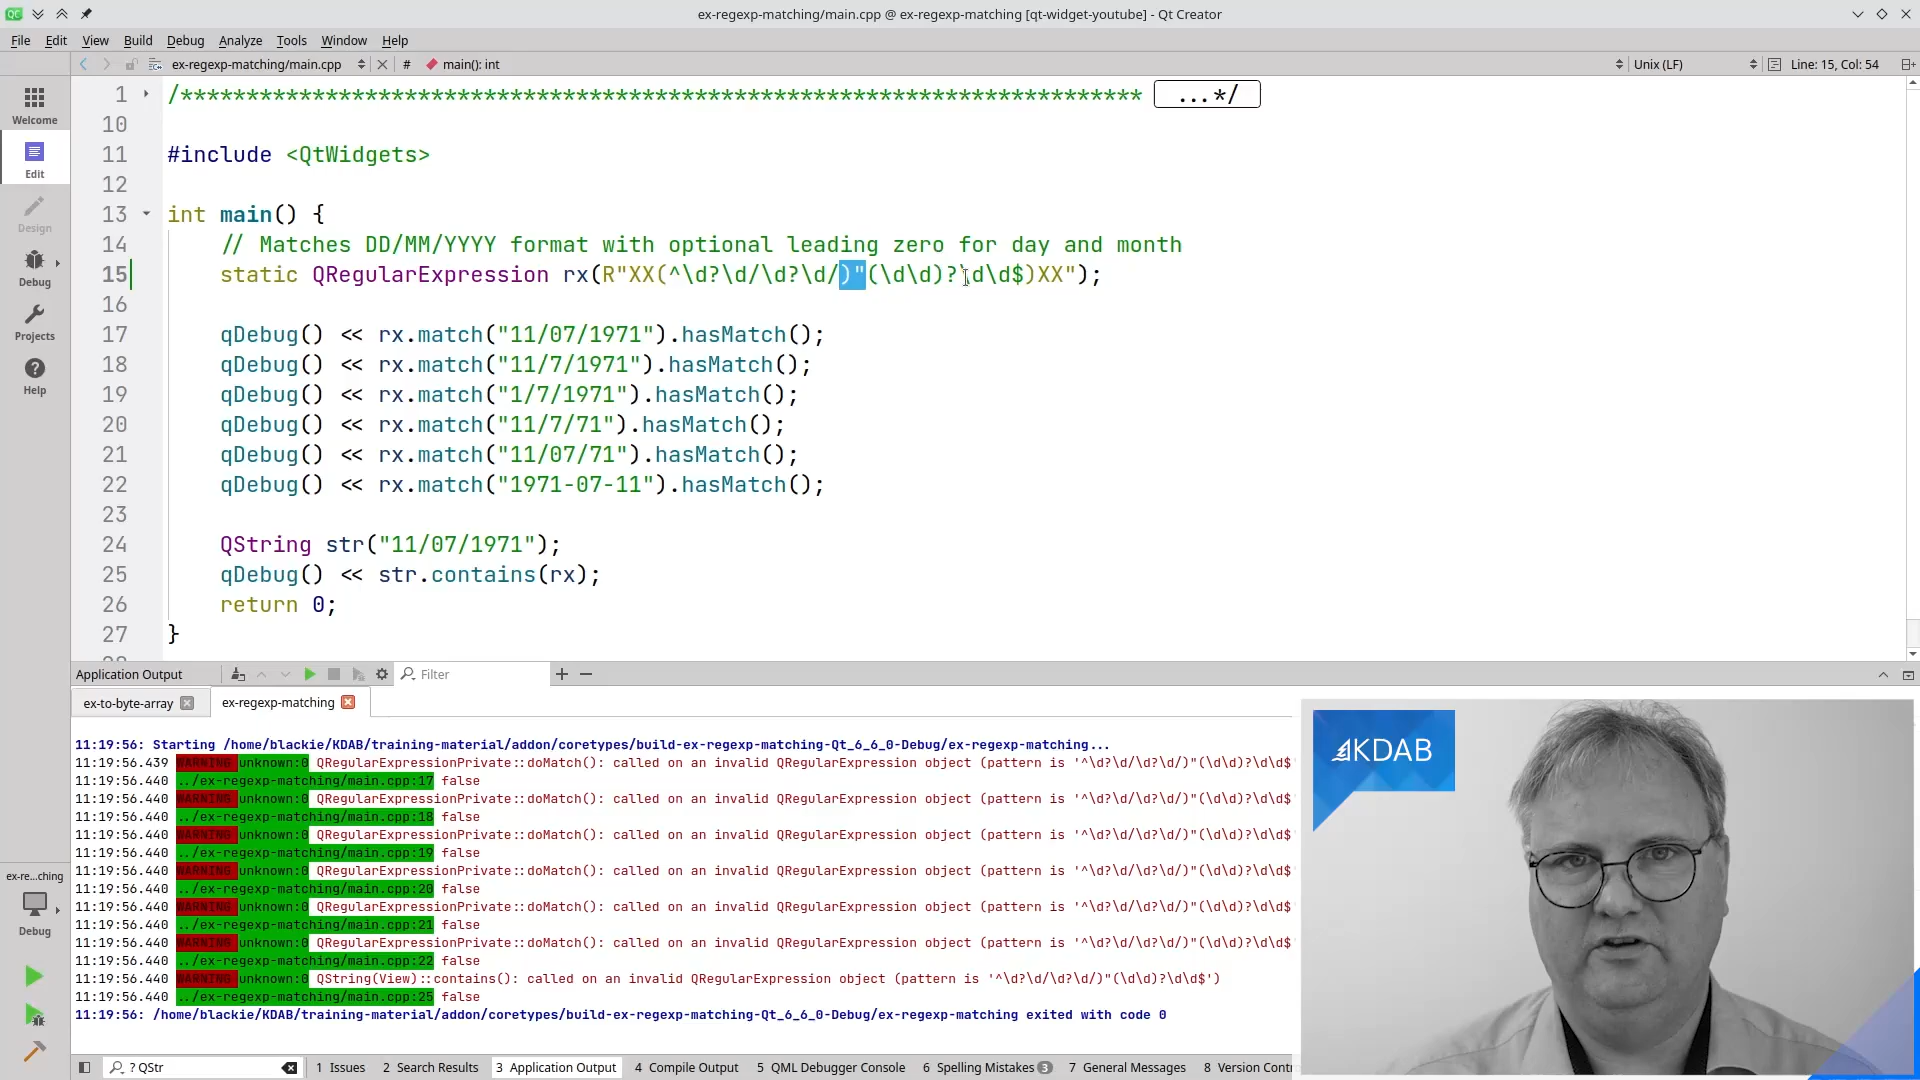 ex-regexp-matching/main.cpp @ ex-regexp-matching [qt-widget-youtube] - Qt Creator
File Edit View Build Debug Analyze Tools Window Help
ex-regexp-matching/main.cpp # main(): int Unix (LF) Line: 15, Col: 54
Welcome
Edit
Design
Debug
Projects
Help
1 /************************************************************************* ...*/
10
11 #include <QtWidgets>
12
13 int main() {
14 // Matches DD/MM/YYYY format with optional leading zero for day and month
15 static QRegularExpression rx(R"XX(^\d?\d/\d?\d/)"(\d\d)?\d\d$)XX");
16
17 qDebug() << rx.match("11/07/1971").hasMatch();
18 qDebug() << rx.match("11/7/1971").hasMatch();
19 qDebug() << rx.match("1/7/1971").hasMatch();
20 qDebug() << rx.match("11/7/71").hasMatch();
21 qDebug() << rx.match("11/07/71").hasMatch();
22 qDebug() << rx.match("1971-07-11").hasMatch();
23
24 QString str("11/07/1971");
25 qDebug() << str.contains(rx);
26 return 0;
27 }
Application Output Filter
ex-to-byte-array ex-regexp-matching
11:19:56: Starting /home/blackie/KDAB/training-material/addon/coretypes/build-ex-regexp-matching-Qt_6_6_0-Debug/ex-regexp-matching...
11:19:56.439 WARNING unknown:0 QRegularExpressionPrivate::doMatch(): called on an invalid QRegularExpression object (pattern is '^\d?\d/\d?\d/)"(\d\d)?\d\d$'
11:19:56.440 ../ex-regexp-matching/main.cpp:17 false
11:19:56.440 WARNING unknown:0 QRegularExpressionPrivate::doMatch(): called on an invalid QRegularExpression object (pattern is '^\d?\d/\d?\d/)"(\d\d)?\d\d$'
11:19:56.440 ../ex-regexp-matching/main.cpp:18 false
11:19:56.440 WARNING unknown:0 QRegularExpressionPrivate::doMatch(): called on an invalid QRegularExpression object (pattern is '^\d?\d/\d?\d/)"(\d\d)?\d\d$'
11:19:56.440 ../ex-regexp-matching/main.cpp:19 false
11:19:56.440 WARNING unknown:0 QRegularExpressionPrivate::doMatch(): called on an invalid QRegularExpression object (pattern is '^\d?\d/\d?\d/)"(\d\d)?\d\d$'
11:19:56.440 ../ex-regexp-matching/main.cpp:20 false
11:19:56.440 WARNING unknown:0 QRegularExpressionPrivate::doMatch(): called on an invalid QRegularExpression object (pattern is '^\d?\d/\d?\d/)"(\d\d)?\d\d$'
11:19:56.440 ../ex-regexp-matching/main.cpp:21 false
11:19:56.440 WARNING unknown:0 QRegularExpressionPrivate::doMatch(): called on an invalid QRegularExpression object (pattern is '^\d?\d/\d?\d/)"(\d\d)?\d\d$'
11:19:56.440 ../ex-regexp-matching/main.cpp:22 false
11:19:56.440 WARNING unknown:0 QString(View)::contains(): called on an invalid QRegularExpression object (pattern is '^\d?\d/\d?\d/)"(\d\d)?\d\d$')
11:19:56.440 ../ex-regexp-matching/main.cpp:25 false
11:19:56: /home/blackie/KDAB/training-material/addon/coretypes/build-ex-regexp-matching-Qt_6_6_0-Debug/ex-regexp-matching exited with code 0
KDAB
ex-re...ching
Debug
? QStr 1 Issues 2 Search Results 3 Application Output 4 Compile Output 5 QML Debugger Console 6 Spelling Mistakes 3 7 General Messages 8 Version Contr